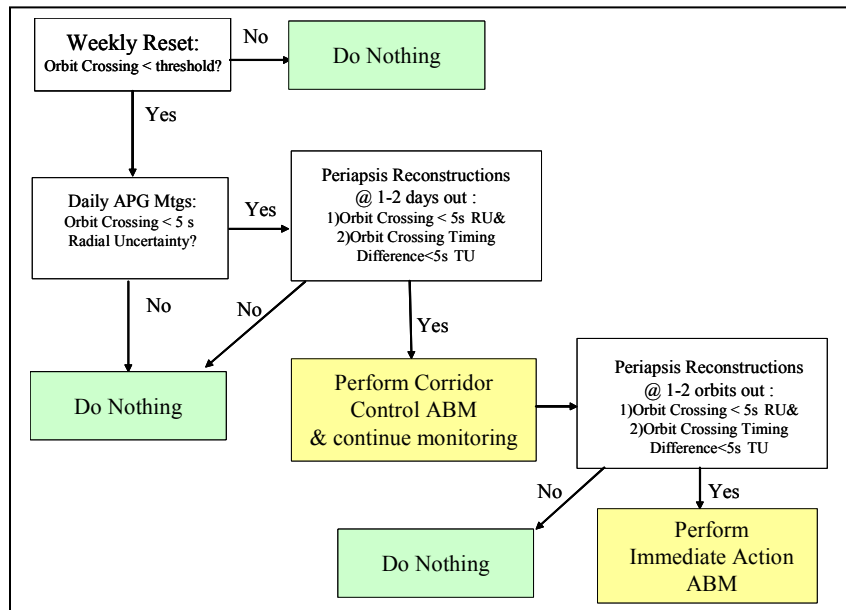 Weekly Reset:
Orbit Crossing < threshold?
No
Do Nothing
Yes
Daily APG Mtgs:
Orbit Crossing < 5 s
Radial Uncertainty?
Yes
Periapsis Reconstructions
@ 1-2 days out :
1)Orbit Crossing < 5s RU&
2)Orbit Crossing Timing
Difference<5s TU
No
No
Yes
Do Nothing
Perform Corridor
Control ABM
& continue monitoring
Periapsis Reconstructions
@ 1-2 orbits out :
1)Orbit Crossing < 5s RU&
2)Orbit Crossing Timing
Difference<5s TU
No
Yes
Do Nothing
Perform
Immediate Action
ABM